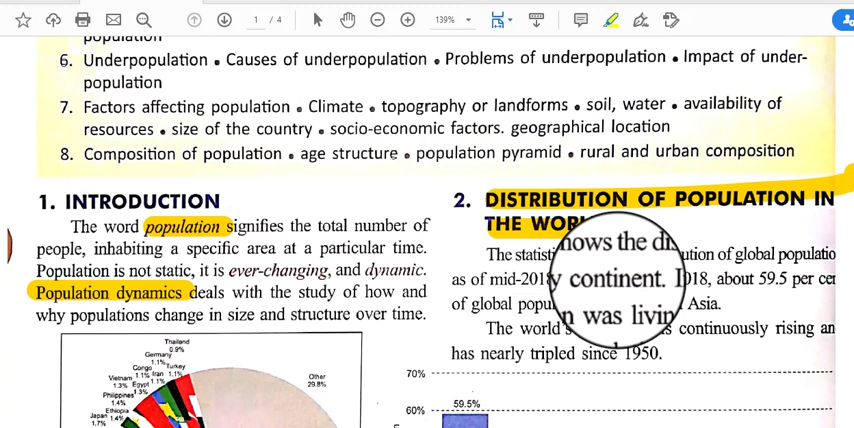 1 / 4
139%
population
6. Underpopulation • Causes of underpopulation • Problems of underpopulation • Impact of under-
population
7. Factors affecting population • Climate • topography or landforms • soil, water • availability of
resources • size of the country • socio-economic factors. geographical location
8. Composition of population • age structure • population pyramid • rural and urban composition
1. INTRODUCTION
The word population signifies the total number of
people, inhabiting a specific area at a particular time.
Population is not static, it is ever-changing, and dynamic.
Population dynamics deals with the study of how and
why populations change in size and structure over time.
Thailand
0.9%
Germany
1.1%
Turkey
1.1%
Congo
1.1%
Iran
1.1%
Vietnam
1.3%
Egypt
1.3%
Philippines
1.4%
Ethiopia
1.4%
Japan
1.7%
Other
29.8%
2. DISTRIBUTION OF POPULATION IN
THE WOR
The statist hows the di ution of global populatio
as of mid-2018 y continent. I 018, about 59.5 per cen
of global popul n was livin Asia.
The world's continuously rising an
has nearly tripled since 1950.
70%
60%
59.5%